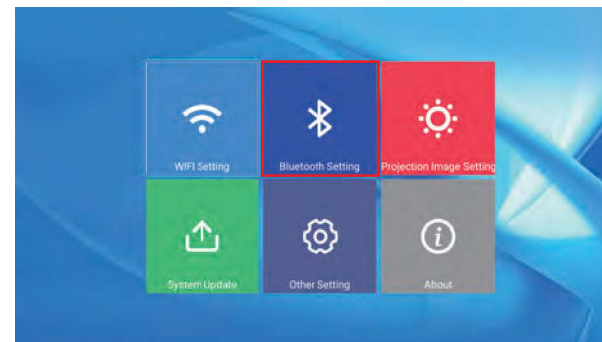 WIFI Setting
Bluetooth Setting
Projection Image Setting
System Update
Other Setting
About